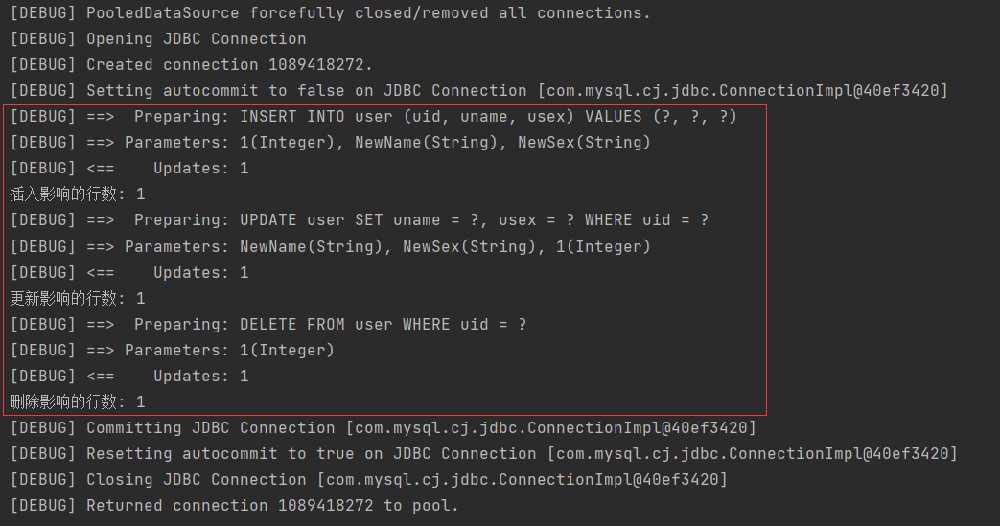 [DEBUG] PooledDataSource forcefully closed/removed all connections.
[DEBUG] Opening JDBC Connection
[DEBUG] Created connection 1089418272.
[DEBUG] Setting autocommit to false on JDBC Connection [com.mysql.cj.jdbc.ConnectionImpl@40ef3420]
[DEBUG] ==>  Preparing: INSERT INTO user (uid, uname, usex) VALUES (?, ?, ?)
[DEBUG] ==> Parameters: 1(Integer), NewName(String), NewSex(String)
[DEBUG] <==    Updates: 1
插入影响的行数: 1
[DEBUG] ==>  Preparing: UPDATE user SET uname = ?, usex = ? WHERE uid = ?
[DEBUG] ==> Parameters: NewName(String), NewSex(String), 1(Integer)
[DEBUG] <==    Updates: 1
更新影响的行数: 1
[DEBUG] ==>  Preparing: DELETE FROM user WHERE uid = ?
[DEBUG] ==> Parameters: 1(Integer)
[DEBUG] <==    Updates: 1
删除影响的行数: 1
[DEBUG] Committing JDBC Connection [com.mysql.cj.jdbc.ConnectionImpl@40ef3420]
[DEBUG] Resetting autocommit to true on JDBC Connection [com.mysql.cj.jdbc.ConnectionImpl@40ef3420]
[DEBUG] Closing JDBC Connection [com.mysql.cj.jdbc.ConnectionImpl@40ef3420]
[DEBUG] Returned connection 1089418272 to pool.